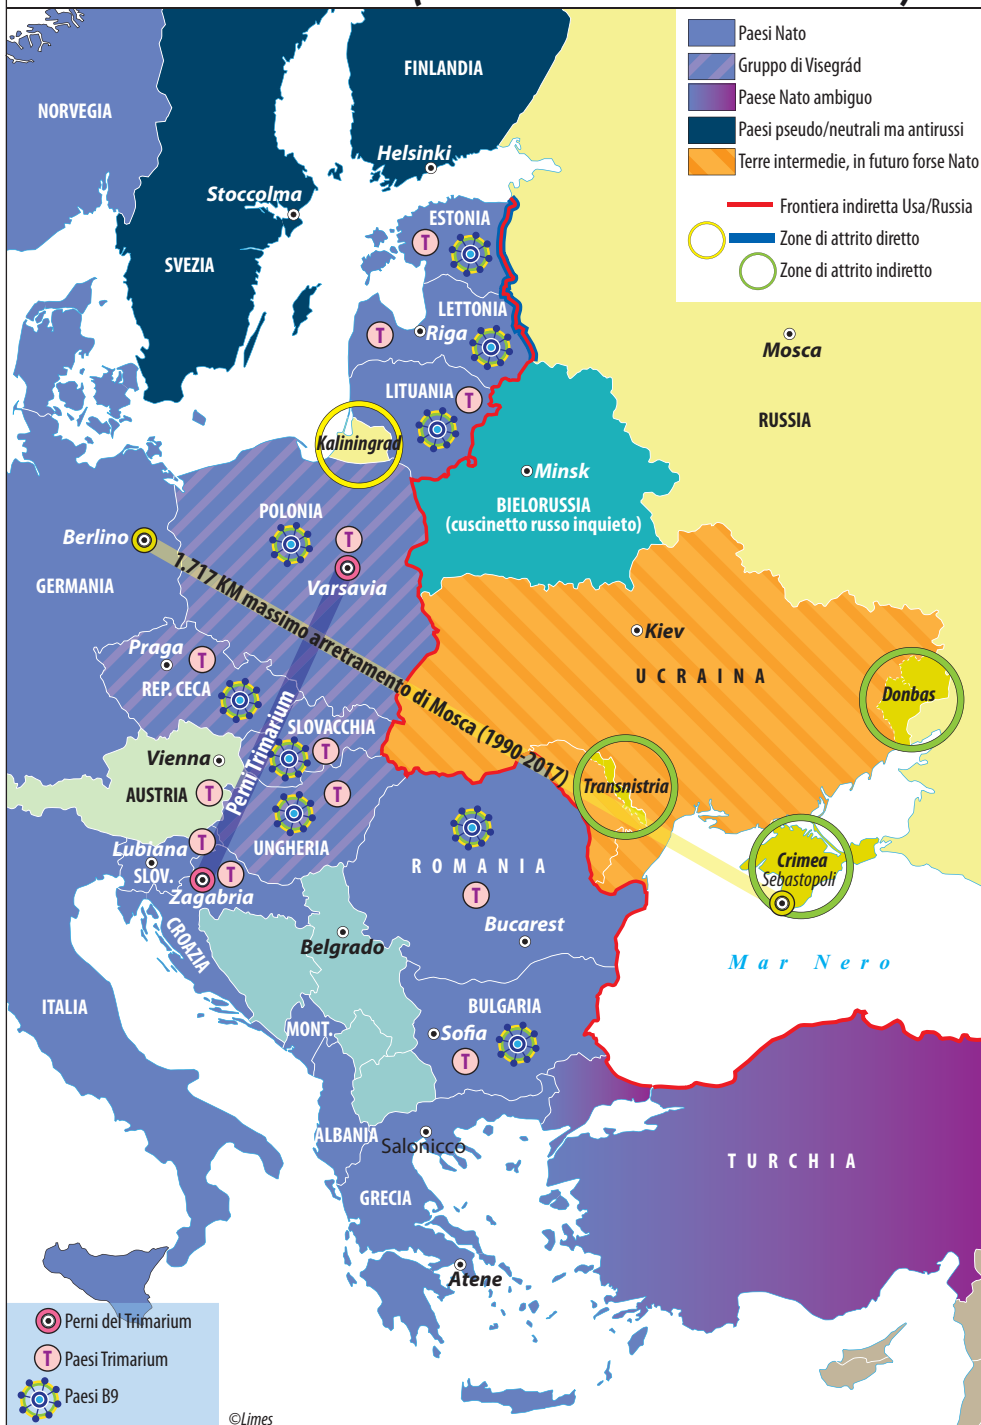 Paesi Nato
Gruppo di Visegrád
Paese Nato ambiguo
Paesi pseudo/neutrali ma antirussi
Terre intermedie, in futuro forse Nato
Frontiera indiretta Usa/Russia
Zone di attrito diretto
Zone di attrito indiretto
FINLANDIA
NORVEGIA
Helsinki
Stoccolma
ESTONIA
T
SVEZIA
LETTONIA
T
Riga
Mosca
LITUANIA
T
RUSSIA
Kaliningrad
Minsk
BIELORUSSIA
(cuscinetto russo inquieto)
POLONIA
T
Berlino
Varsavia
GERMANIA
1.717 KM massimo arretramento di Mosca (1990-2017)
Kiev
UCRAINA
Praga
T
REP. CECA
Donbas
Perni Trimarium
SLOVACCHIA
T
Vienna
AUSTRIA
T
T
Transnistria
UNGHERIA
Lubiana
T
SLOV.
T
Zagabria
ROMANIA
T
Crimea
Sebastopoli
Bucarest
CROAZIA
Belgrado
Mar Nero
ITALIA
BULGARIA
MONT.
Sofia
T
ALBANIA
Salonicco
TURCHIA
GRECIA
Atene
Perni del Trimarium
T
Paesi Trimarium
Paesi B9
©Limes